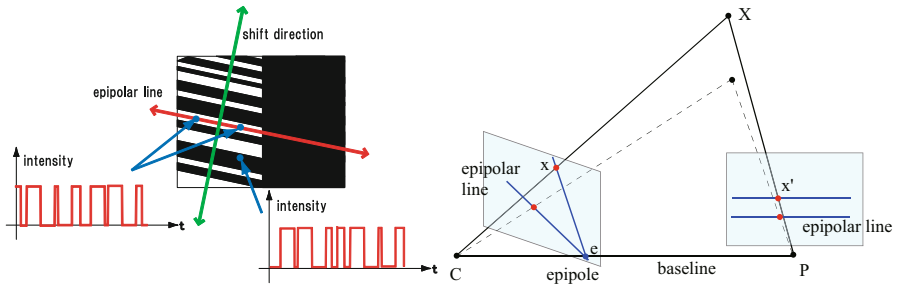 shift direction
epipolar line
intensity
t
intensity
t
X
x
epipolar
line
e
C
epipole
baseline
x'
epipolar line
P